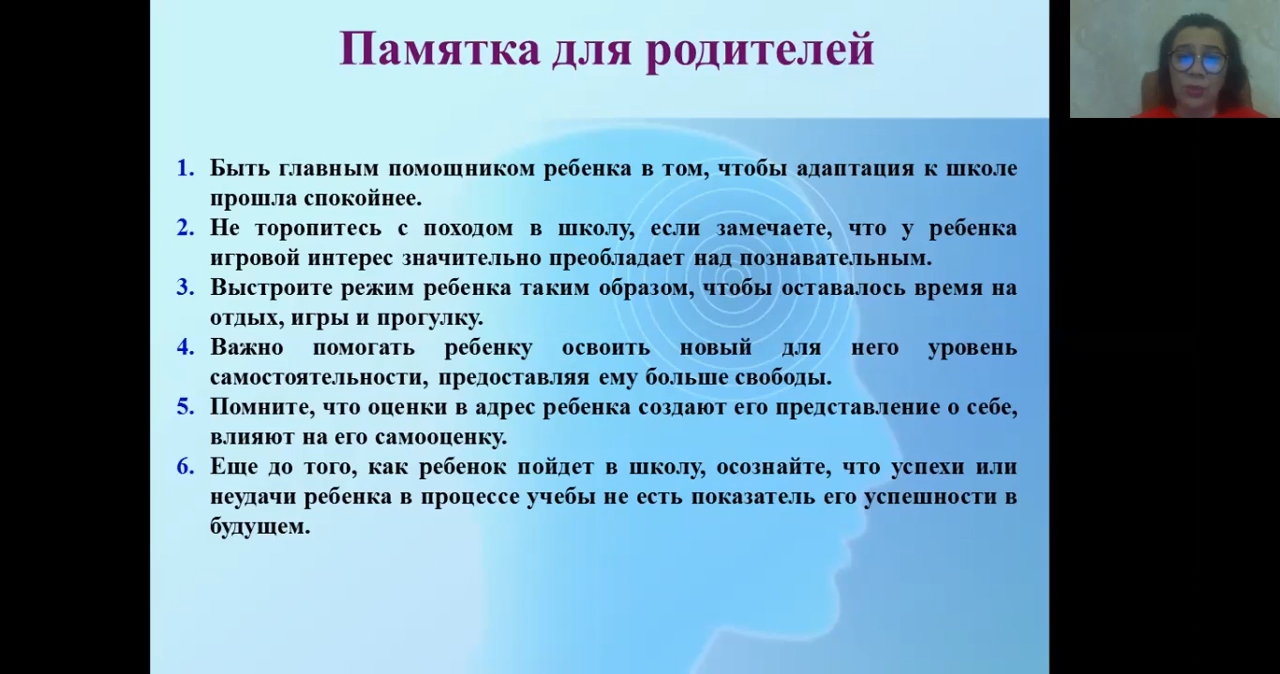 Памятка для родителей
1. Быть главным помощником ребенка в том, чтобы адаптация к школе
прошла спокойнее.
2. Не торопитесь с походом в школу, если замечаете, что у ребенка
игровой интерес значительно преобладает над познавательным.
3. Выстроите режим ребенка таким образом, чтобы оставалось время на
отдых, игры и прогулку.
4. Важно помогать ребенку освоить новый для него уровень
самостоятельности, предоставляя ему больше свободы.
5. Помните, что оценки в адрес ребенка создают его представление о себе,
влияют на его самооценку.
6. Еще до того, как ребенок пойдет в школу, осознайте, что успехи или
неудачи ребенка в процессе учебы не есть показатель его успешности в
будущем.